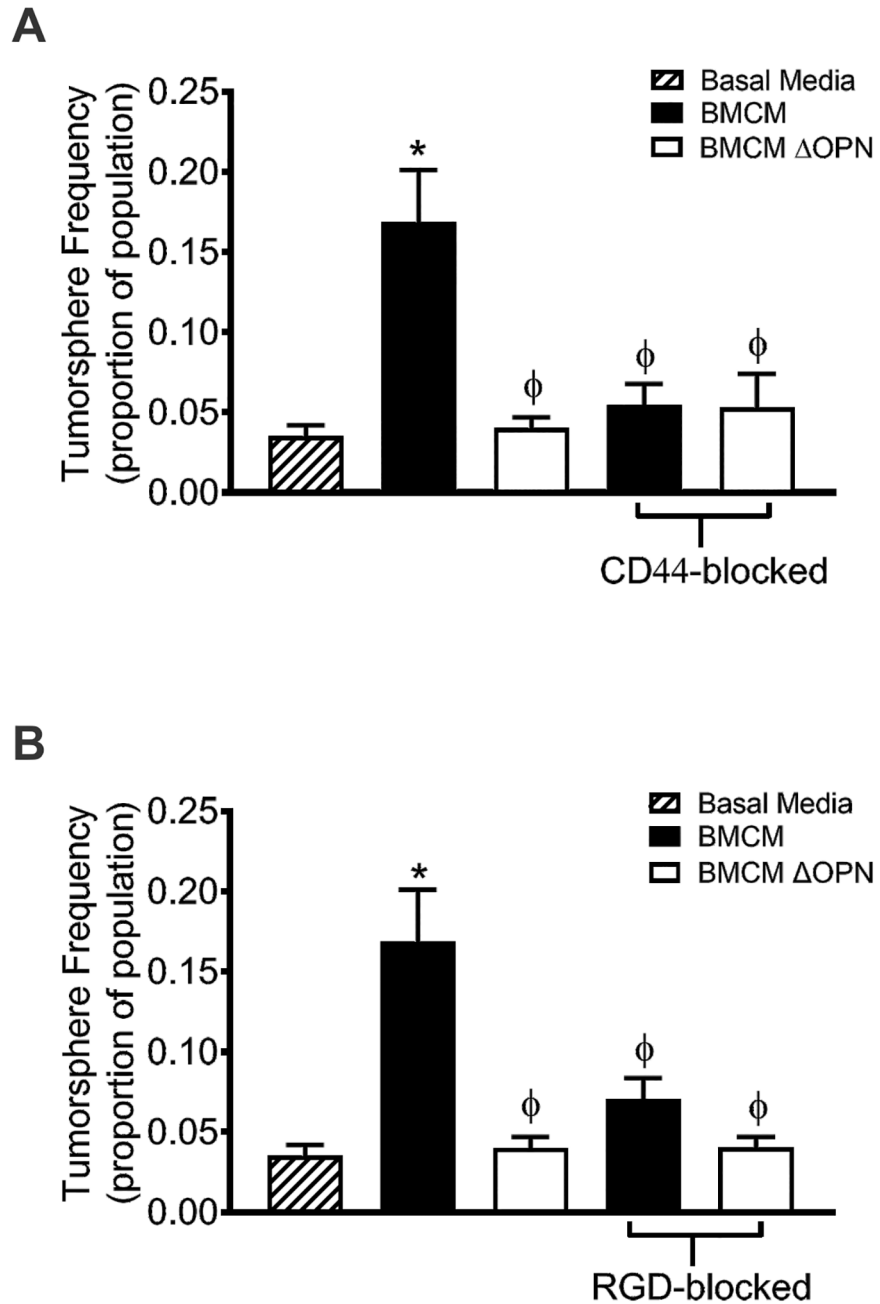 A
Tumorsphere Frequency
(proportion of population)
0.25
0.20
0.15
0.10
0.05
0.00
Basal Media
BMCM
BMCM ΔOPN
*
ϕ
ϕ
ϕ
CD44-blocked
B
Tumorsphere Frequency
(proportion of population)
0.25
0.20
0.15
0.10
0.05
0.00
Basal Media
BMCM
BMCM ΔOPN
*
ϕ
ϕ
ϕ
RGD-blocked